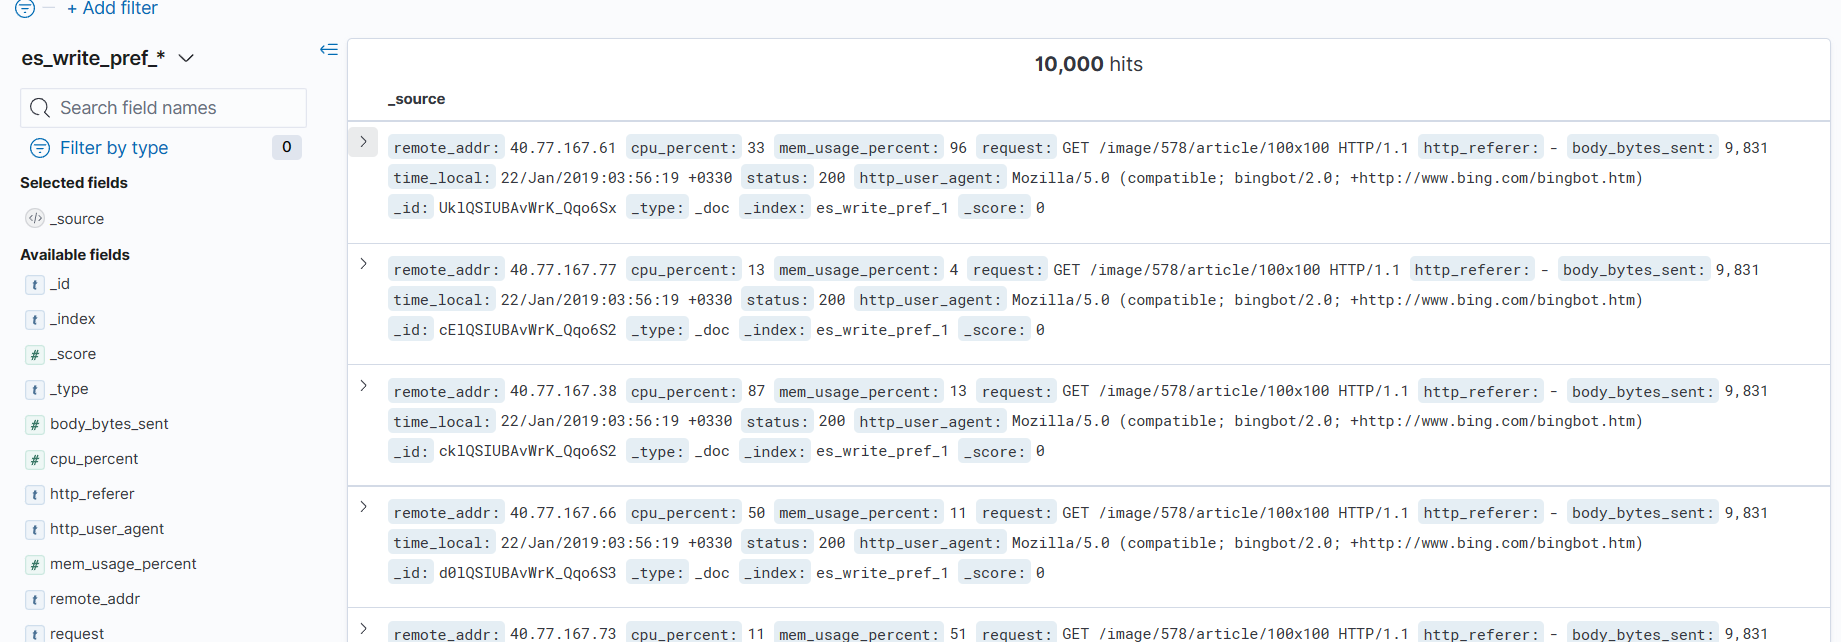 + Add filter
es_write_pref_*
Search field names
Filter by type 0
Selected fields
_source
Available fields
_id
_index
_score
_type
body_bytes_sent
cpu_percent
http_referer
http_user_agent
mem_usage_percent
remote_addr
request
10,000 hits
_source
remote_addr: 40.77.167.61 cpu_percent: 33 mem_usage_percent: 96 request: GET /image/578/article/100x100 HTTP/1.1 http_referer: - body_bytes_sent: 9,831
time_local: 22/Jan/2019:03:56:19 +0330 status: 200 http_user_agent: Mozilla/5.0 (compatible; bingbot/2.0; +http://www.bing.com/bingbot.htm)
_id: UklQSIUBAvWrK_Qqo6Sx _type: _doc _index: es_write_pref_1 _score: 0
remote_addr: 40.77.167.77 cpu_percent: 13 mem_usage_percent: 4 request: GET /image/578/article/100x100 HTTP/1.1 http_referer: - body_bytes_sent: 9,831
time_local: 22/Jan/2019:03:56:19 +0330 status: 200 http_user_agent: Mozilla/5.0 (compatible; bingbot/2.0; +http://www.bing.com/bingbot.htm)
_id: cElQSIUBAvWrK_Qqo6S2 _type: _doc _index: es_write_pref_1 _score: 0
remote_addr: 40.77.167.38 cpu_percent: 87 mem_usage_percent: 13 request: GET /image/578/article/100x100 HTTP/1.1 http_referer: - body_bytes_sent: 9,831
time_local: 22/Jan/2019:03:56:19 +0330 status: 200 http_user_agent: Mozilla/5.0 (compatible; bingbot/2.0; +http://www.bing.com/bingbot.htm)
_id: cklQSIUBAvWrK_Qqo6S2 _type: _doc _index: es_write_pref_1 _score: 0
remote_addr: 40.77.167.66 cpu_percent: 50 mem_usage_percent: 11 request: GET /image/578/article/100x100 HTTP/1.1 http_referer: - body_bytes_sent: 9,831
time_local: 22/Jan/2019:03:56:19 +0330 status: 200 http_user_agent: Mozilla/5.0 (compatible; bingbot/2.0; +http://www.bing.com/bingbot.htm)
_id: d0lQSIUBAvWrK_Qqo6S3 _type: _doc _index: es_write_pref_1 _score: 0
remote_addr: 40.77.167.73 cpu_percent: 11 mem_usage_percent: 51 request: GET /image/578/article/100x100 HTTP/1.1 http_referer: - body_bytes_sent: 9,831